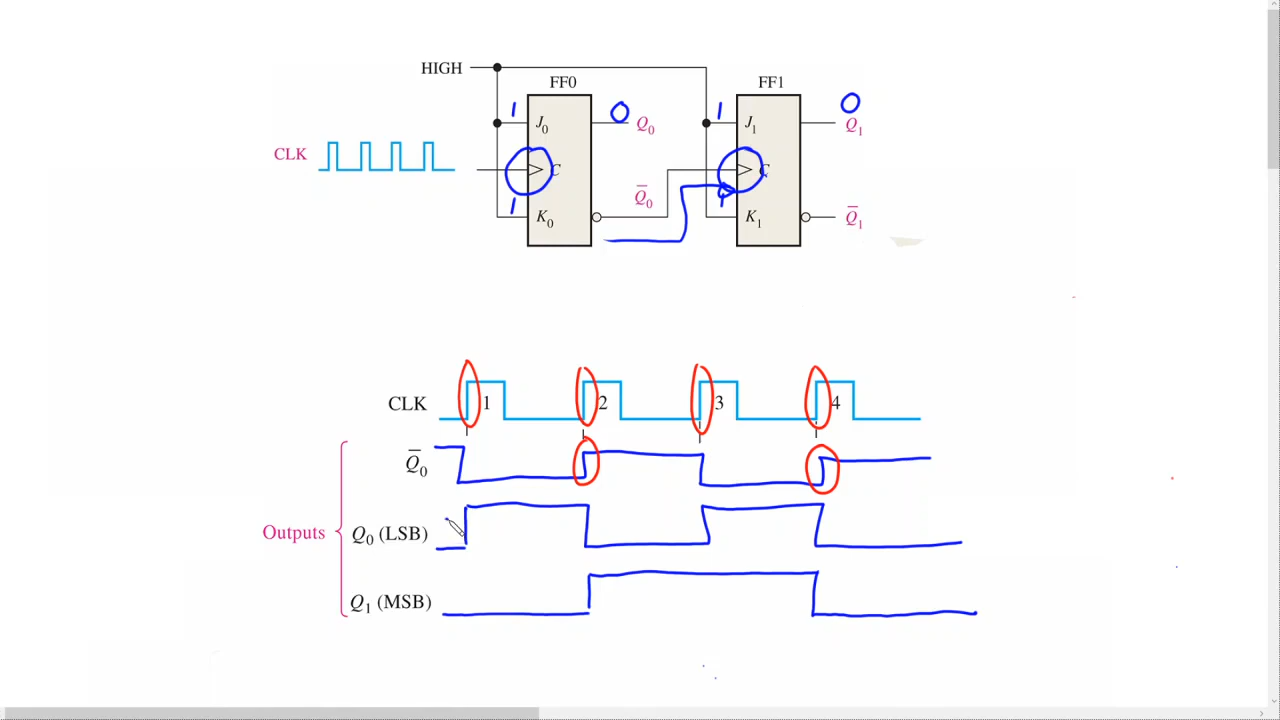 HIGH
FF0
FF1
1
J0
0
Q0
1
J1
0
Q1
CLK
C
C
Q̅0
1
K0
1
K1
Q̅1
CLK
1
2
3
4
Q̅0
Outputs
Q0 (LSB)
Q1 (MSB)